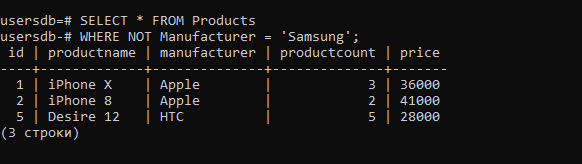 usersdb=# SELECT * FROM Products
usersdb-# WHERE NOT Manufacturer = 'Samsung';
 id | productname | manufacturer | productcount | price
----+-------------+--------------+--------------+-------
  1 | iPhone X    | Apple        |            3 | 36000
  2 | iPhone 8    | Apple        |            2 | 41000
  5 | Desire 12   | HTC          |            5 | 28000
(3 строки)